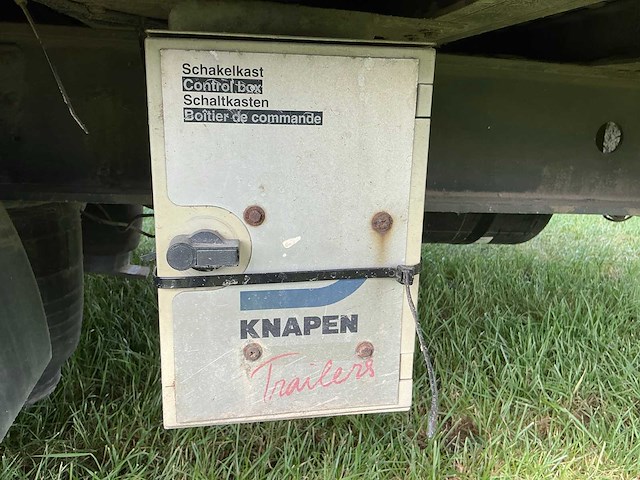 Schakelkast
Control box
Schaltkasten
Boîtier de commande
KNAPEN
Trailers